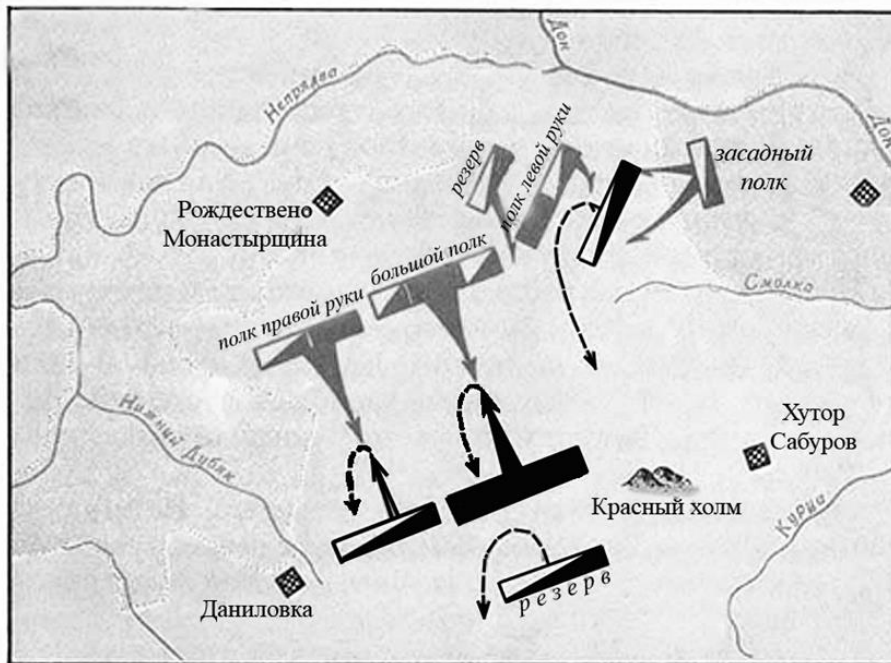 Дон
Непрядва
Дон
резерв
полк левой руки
засадный
полк
Рождествено
Монастырщина
большой полк
полк правой руки
Смолка
Нижний Дубяк
Хутор
Сабуров
Красный холм
Курца
Даниловка
резерв